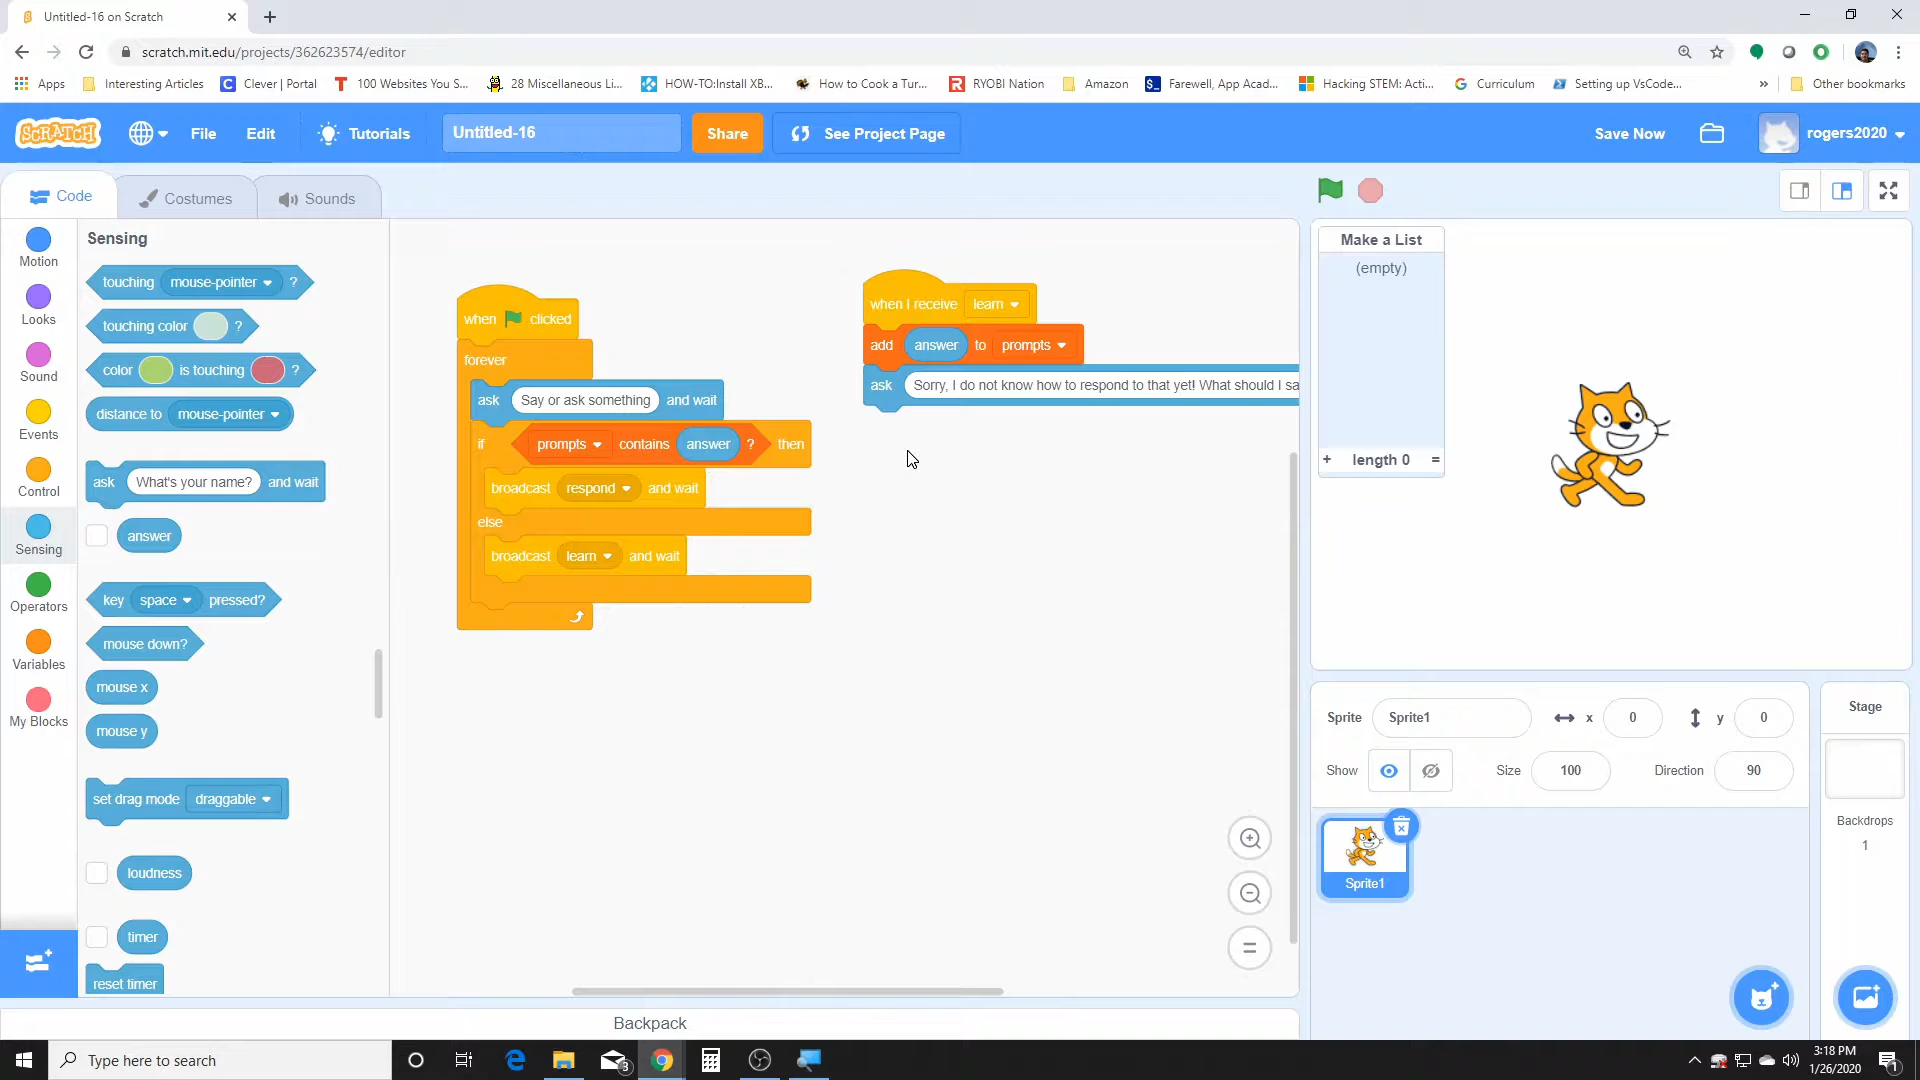 Untitled-16 on Scratch
scratch.mit.edu/projects/362623574/editor
Apps
Interesting Articles
Clever | Portal
100 Websites You S...
28 Miscellaneous Li...
HOW-TO:Install XB...
How to Cook a Tur...
RYOBI Nation
Amazon
Farewell, App Acad...
Hacking STEM: Acti...
Curriculum
Setting up VsCode...
»
Other bookmarks
SCRATCH
File
Edit
Tutorials
Untitled-16
Share
See Project Page
Save Now
rogers2020
Code
Costumes
Sounds
Motion
Looks
Sound
Events
Control
Sensing
Operators
Variables
My Blocks
Sensing
touching mouse-pointer ?
touching color ?
color is touching ?
distance to mouse-pointer
ask What's your name? and wait
answer
key space pressed?
mouse down?
mouse x
mouse y
set drag mode draggable
loudness
timer
reset timer
when clicked
forever
ask Say or ask something and wait
if prompts contains answer ? then
broadcast respond and wait
else
broadcast learn and wait
when I receive learn
add answer to prompts
ask Sorry, I do not know how to respond to that yet! What should I sa
Make a List
(empty)
+ length 0 =
Sprite Sprite1 x 0 y 0
Show Size 100 Direction 90
Sprite1
Stage
Backdrops
1
Backpack
Type here to search
3
3:18 PM
1/26/2020
1